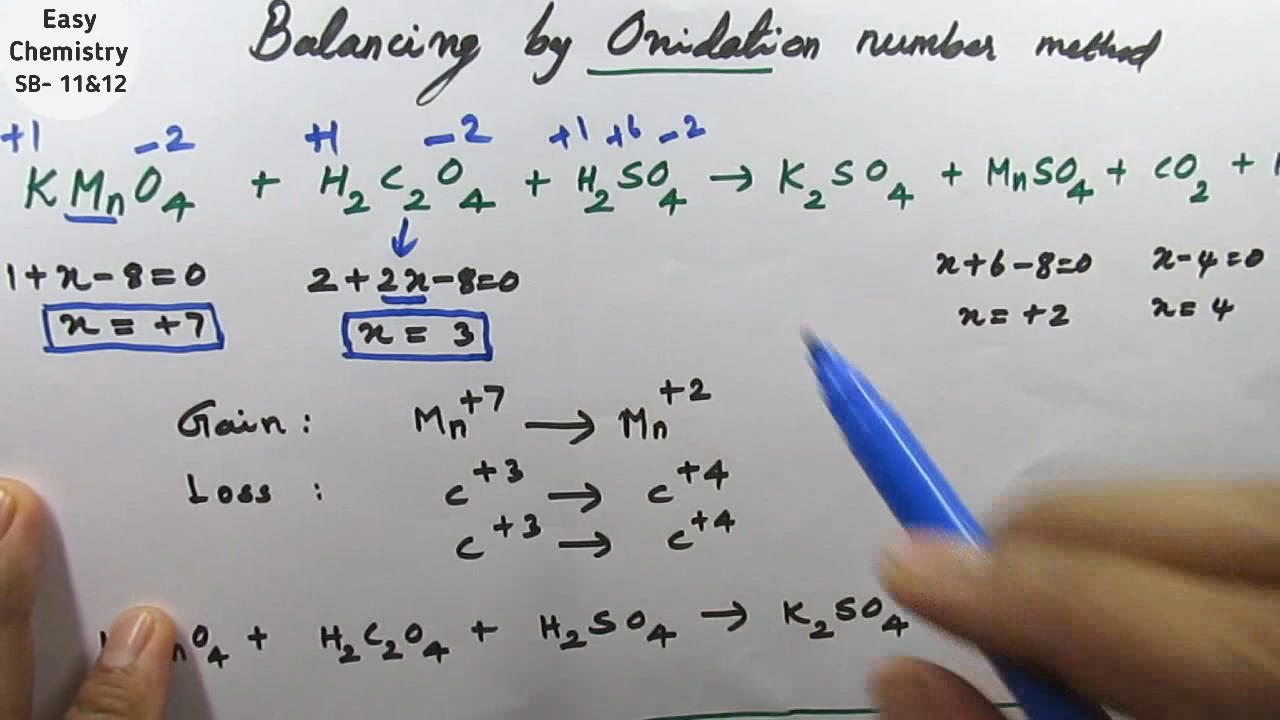 Easy
Chemistry
SB- 11&12
Balancing by Oxidation number method
+1 -2 +1 -2 +1 +6 -2
KMnO4 + H2C2O4 + H2SO4 → K2SO4 + MnSO4 + CO2 +
1+x-8=0 2+2x-8=0 x+6-8=0 x-4=0
x = +7 x = 3 x = +2 x = 4
Gain : Mn+7 → Mn+2
Loss : C+3 → C+4
C+3 → C+4
nO4 + H2C2O4 + H2SO4 → K2SO4